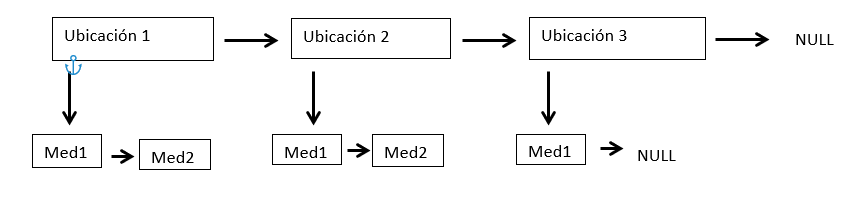 Ubicación 1
Ubicación 2
Ubicación 3
NULL
Med1
Med2
Med1
Med2
Med1
NULL